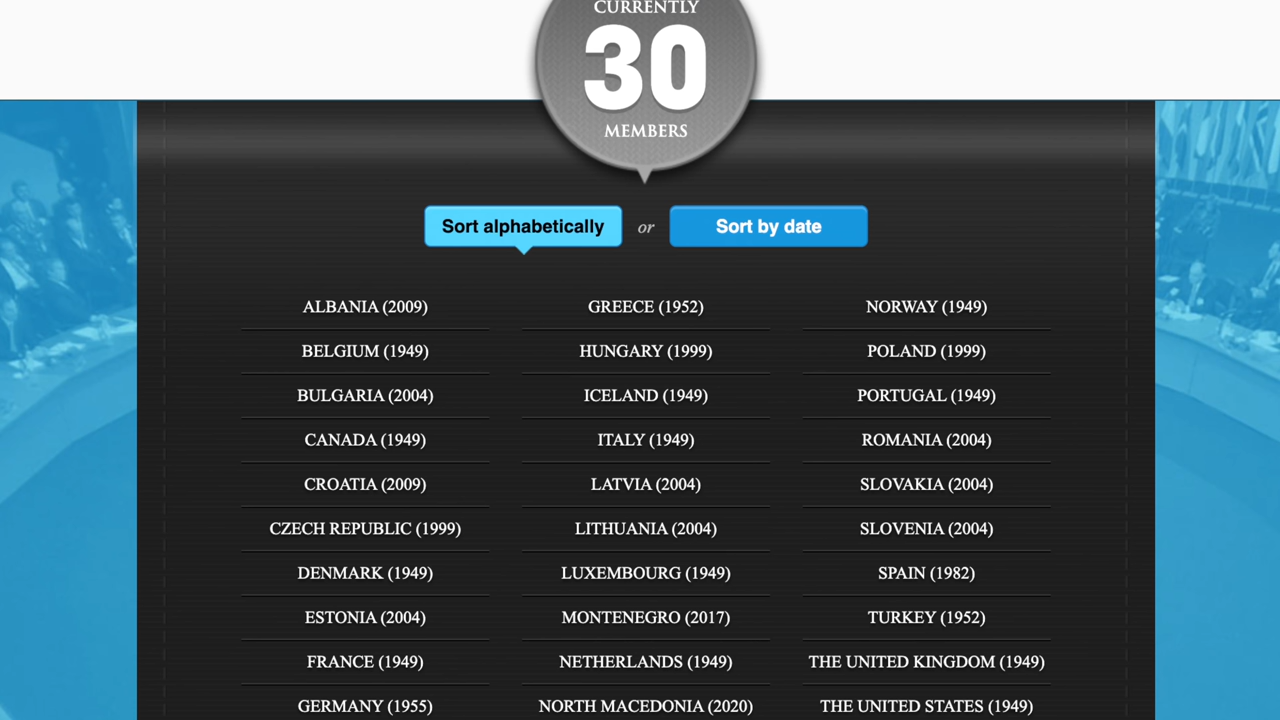 CURRENTLY
30
MEMBERS
Sort alphabetically or Sort by date
ALBANIA (2009)
BELGIUM (1949)
BULGARIA (2004)
CANADA (1949)
CROATIA (2009)
CZECH REPUBLIC (1999)
DENMARK (1949)
ESTONIA (2004)
FRANCE (1949)
GERMANY (1955)
GREECE (1952)
HUNGARY (1999)
ICELAND (1949)
ITALY (1949)
LATVIA (2004)
LITHUANIA (2004)
LUXEMBOURG (1949)
MONTENEGRO (2017)
NETHERLANDS (1949)
NORTH MACEDONIA (2020)
NORWAY (1949)
POLAND (1999)
PORTUGAL (1949)
ROMANIA (2004)
SLOVAKIA (2004)
SLOVENIA (2004)
SPAIN (1982)
TURKEY (1952)
THE UNITED KINGDOM (1949)
THE UNITED STATES (1949)